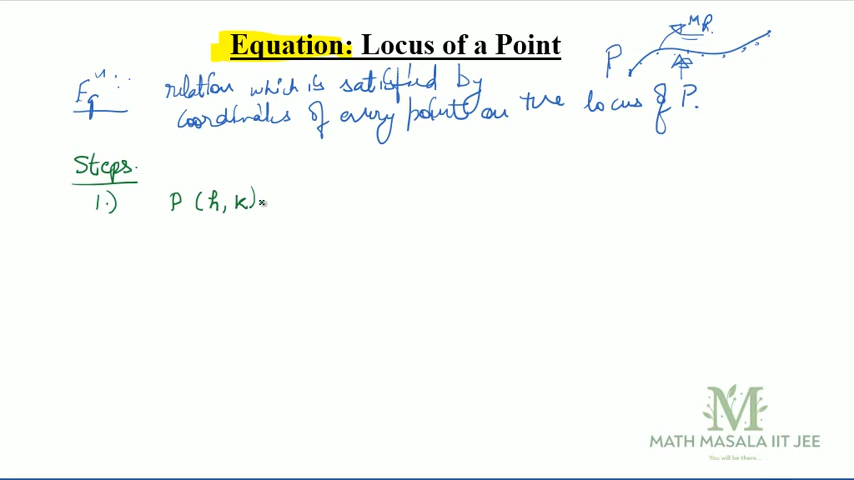 Equation: Locus of a Point
P
Eqn:
relation which is satisfied by
coordinates of every point on the locus of P.
Steps.
1.) P (h, k)
MATH MASALA IIT JEE
You will be there...